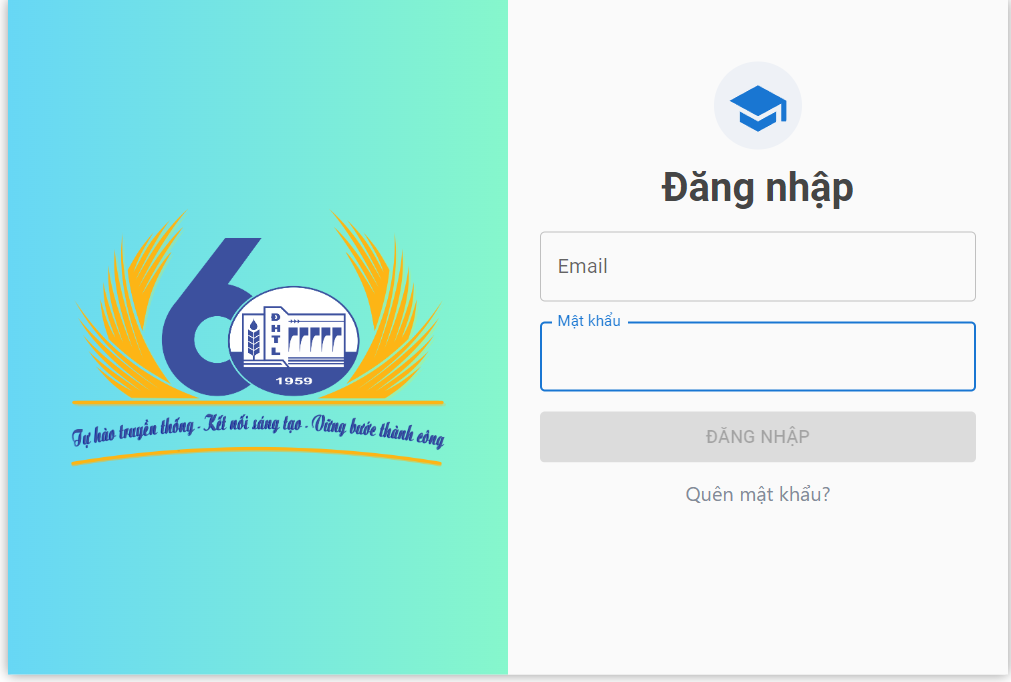 60
ĐHTL
1959
Tự hào truyền thống - Kết nối sáng tạo - Vững bước thành công
Đăng nhập
Email
Mật khẩu
ĐĂNG NHẬP
Quên mật khẩu?